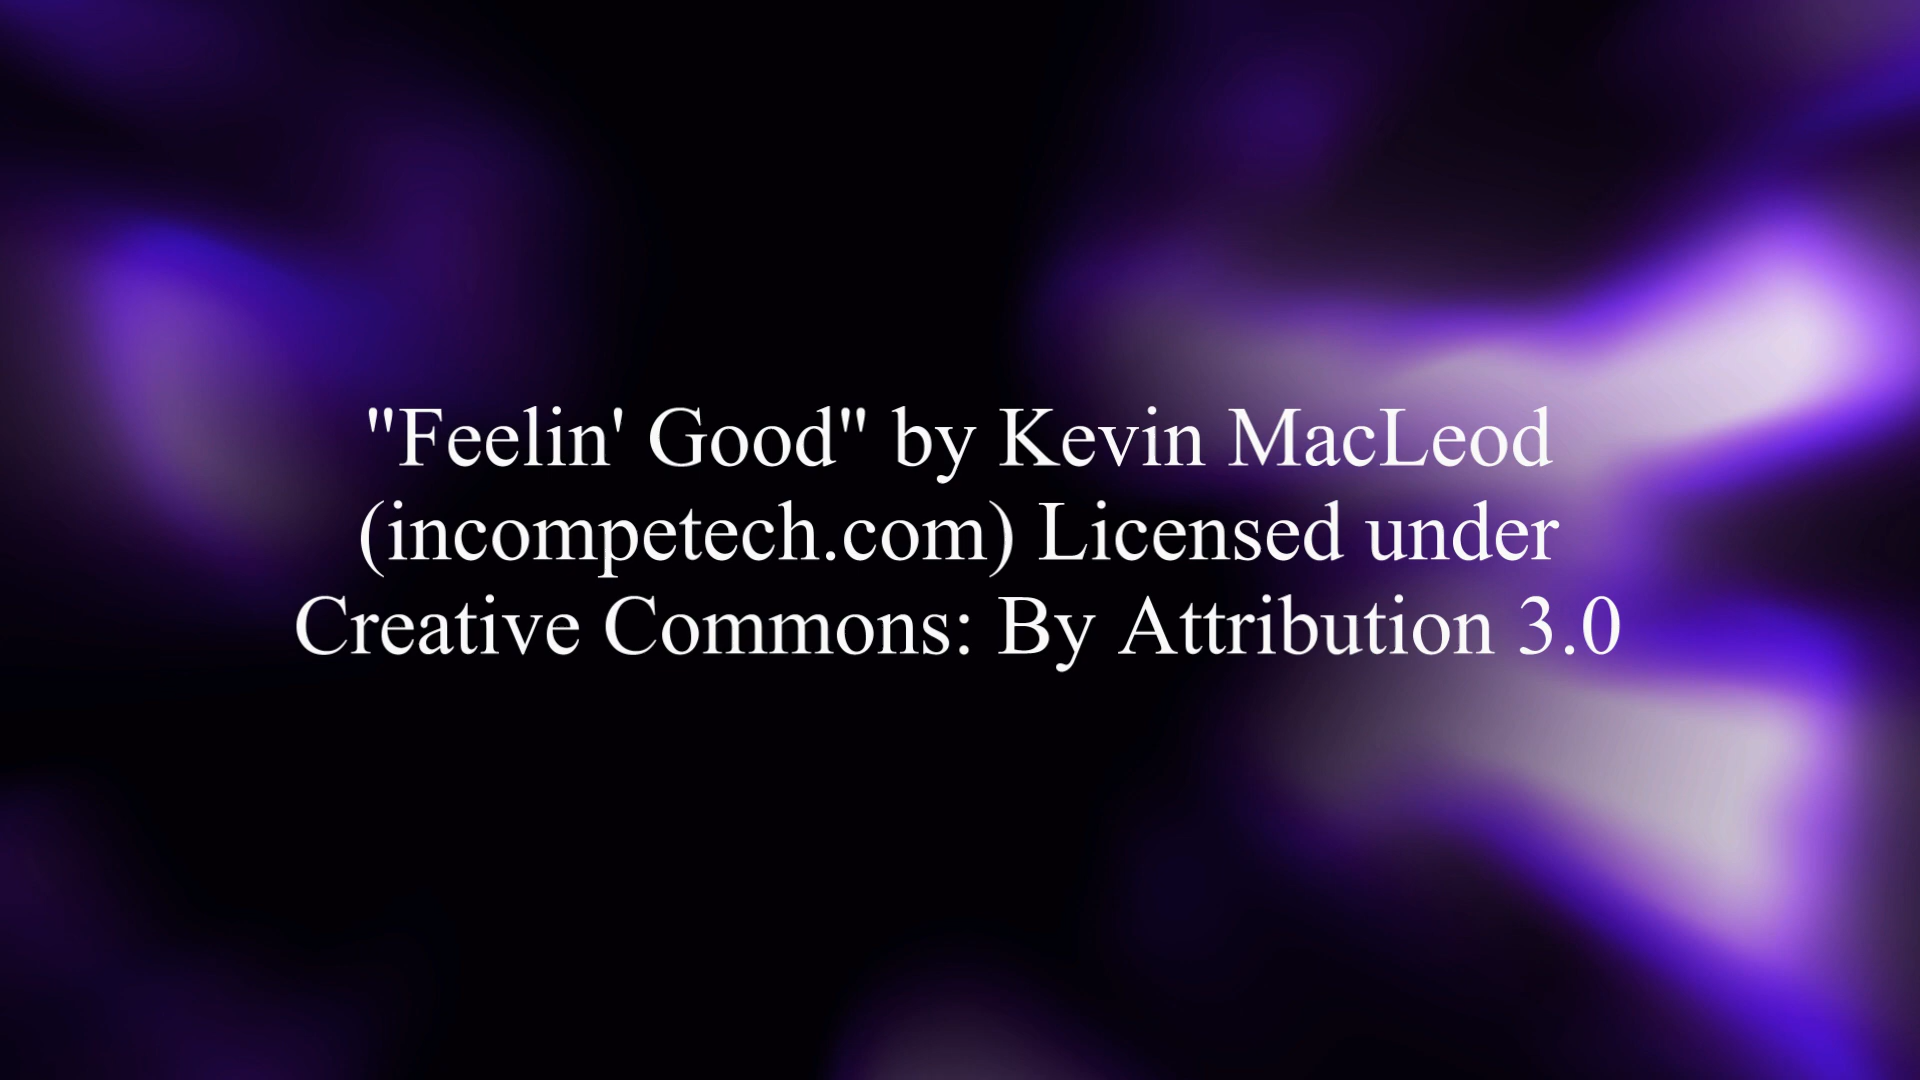 "Feelin' Good" by Kevin MacLeod
(incompetech.com) Licensed under
Creative Commons: By Attribution 3.0